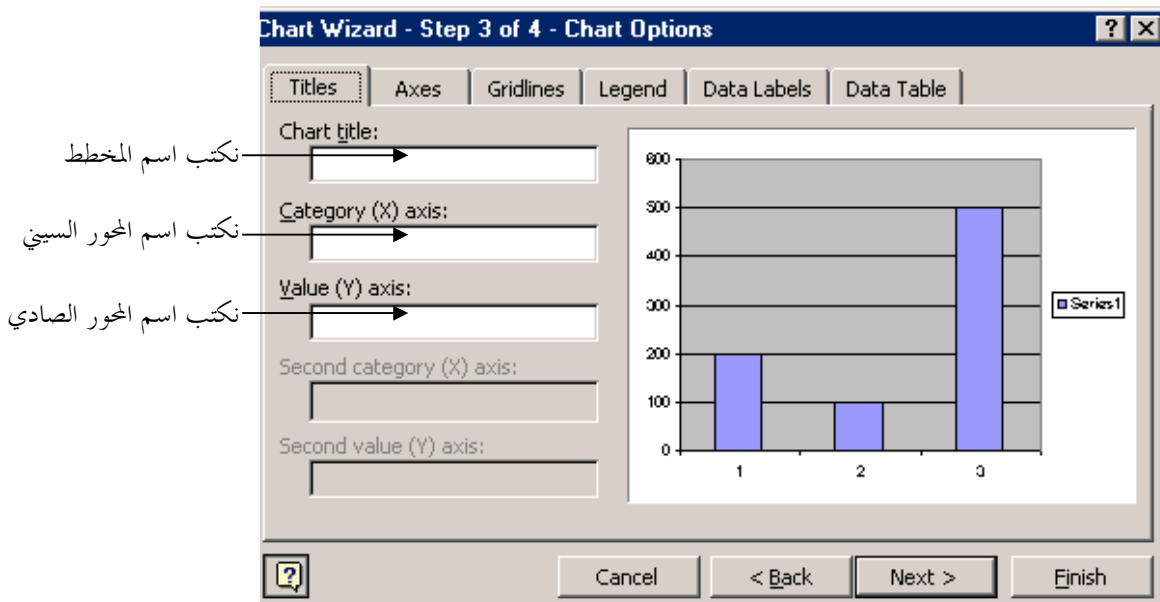 Chart Wizard - Step 3 of 4 - Chart Options
Titles Axes Gridlines Legend Data Labels Data Table
Chart title:
نكتب اسم المخطط
Category (X) axis:
نكتب اسم المحور السيني
Value (Y) axis:
نكتب اسم المحور الصادي
Second category (X) axis:
Second value (Y) axis:
600
500
400
300
200
100
0
1 2 3
Series1
Cancel < Back Next > Finish